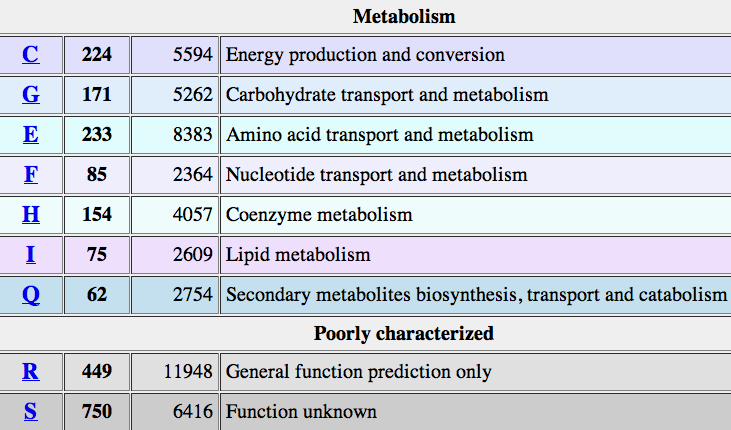 Metabolism
C 224 5594 Energy production and conversion
G 171 5262 Carbohydrate transport and metabolism
E 233 8383 Amino acid transport and metabolism
F 85 2364 Nucleotide transport and metabolism
H 154 4057 Coenzyme metabolism
I 75 2609 Lipid metabolism
Q 62 2754 Secondary metabolites biosynthesis, transport and catabolism
Poorly characterized
R 449 11948 General function prediction only
S 750 6416 Function unknown